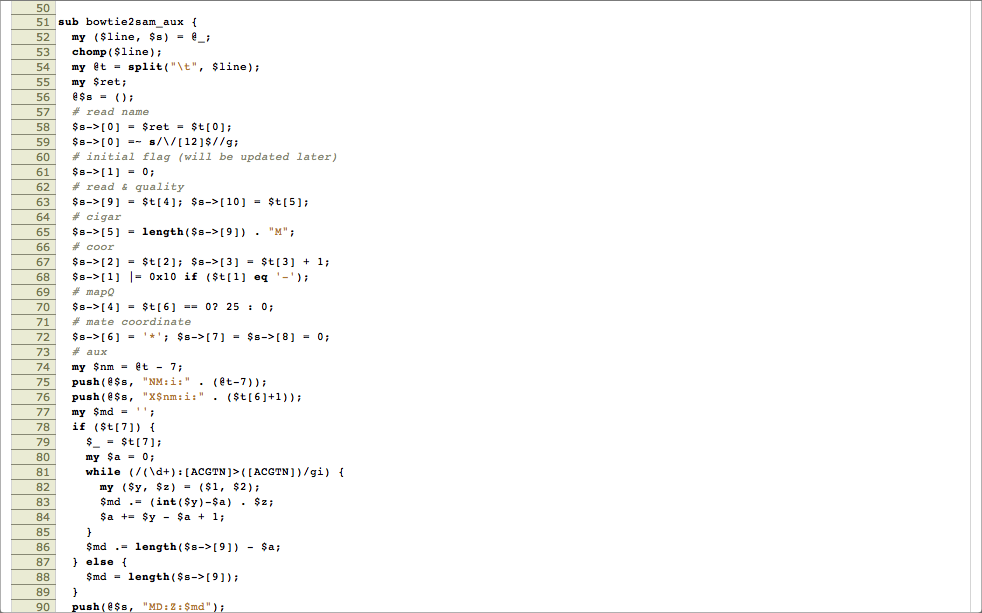 50
51 sub bowtie2sam_aux {
52   my ($line, $s) = @_;
53   chomp($line);
54   my @t = split("\t", $line);
55   my $ret;
56   @$s = ();
57   # read name
58   $s->[0] = $ret = $t[0];
59   $s->[0] =~ s/\/[12]$//g;
60   # initial flag (will be updated later)
61   $s->[1] = 0;
62   # read & quality
63   $s->[9] = $t[4]; $s->[10] = $t[5];
64   # cigar
65   $s->[5] = length($s->[9]) . "M";
66   # coor
67   $s->[2] = $t[2]; $s->[3] = $t[3] + 1;
68   $s->[1] |= 0x10 if ($t[1] eq '-');
69   # mapQ
70   $s->[4] = $t[6] == 0? 25 : 0;
71   # mate coordinate
72   $s->[6] = '*'; $s->[7] = $s->[8] = 0;
73   # aux
74   my $nm = @t - 7;
75   push(@$s, "NM:i:" . (@t-7));
76   push(@$s, "X$nm:i:" . ($t[6]+1));
77   my $md = '';
78   if ($t[7]) {
79     $_ = $t[7];
80     my $a = 0;
81     while (/(\d+):[ACGTN]>([ACGTN])/gi) {
82       my ($y, $z) = ($1, $2);
83       $md .= (int($y)-$a) . $z;
84       $a += $y - $a + 1;
85     }
86     $md .= length($s->[9]) - $a;
87   } else {
88     $md = length($s->[9]);
89   }
90   push(@$s, "MD:Z:$md");